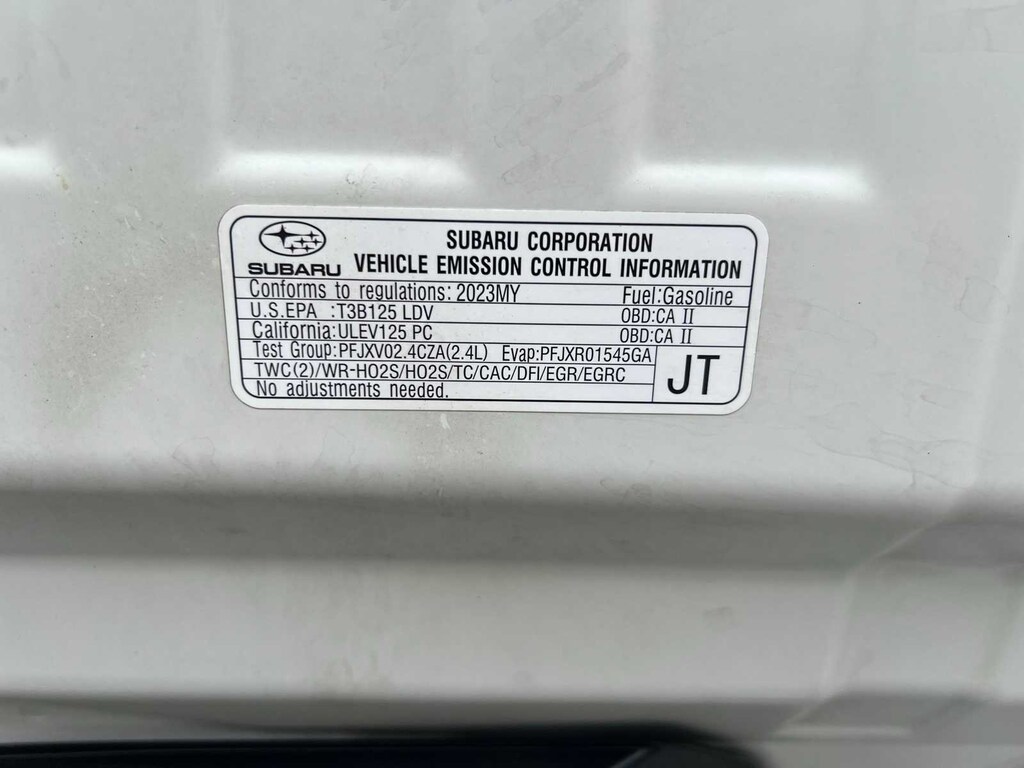 SUBARU CORPORATION
SUBARU VEHICLE EMISSION CONTROL INFORMATION
Conforms to regulations: 2023MY Fuel:Gasoline
U.S.EPA :T3B125 LDV OBD:CA II
California:ULEV125 PC OBD:CA II
Test Group:PFJXV02.4CZA(2.4L) Evap:PFJXR01545GA
TWC(2)/WR-HO2S/HO2S/TC/CAC/DFI/EGR/EGRC
No adjustments needed.
JT